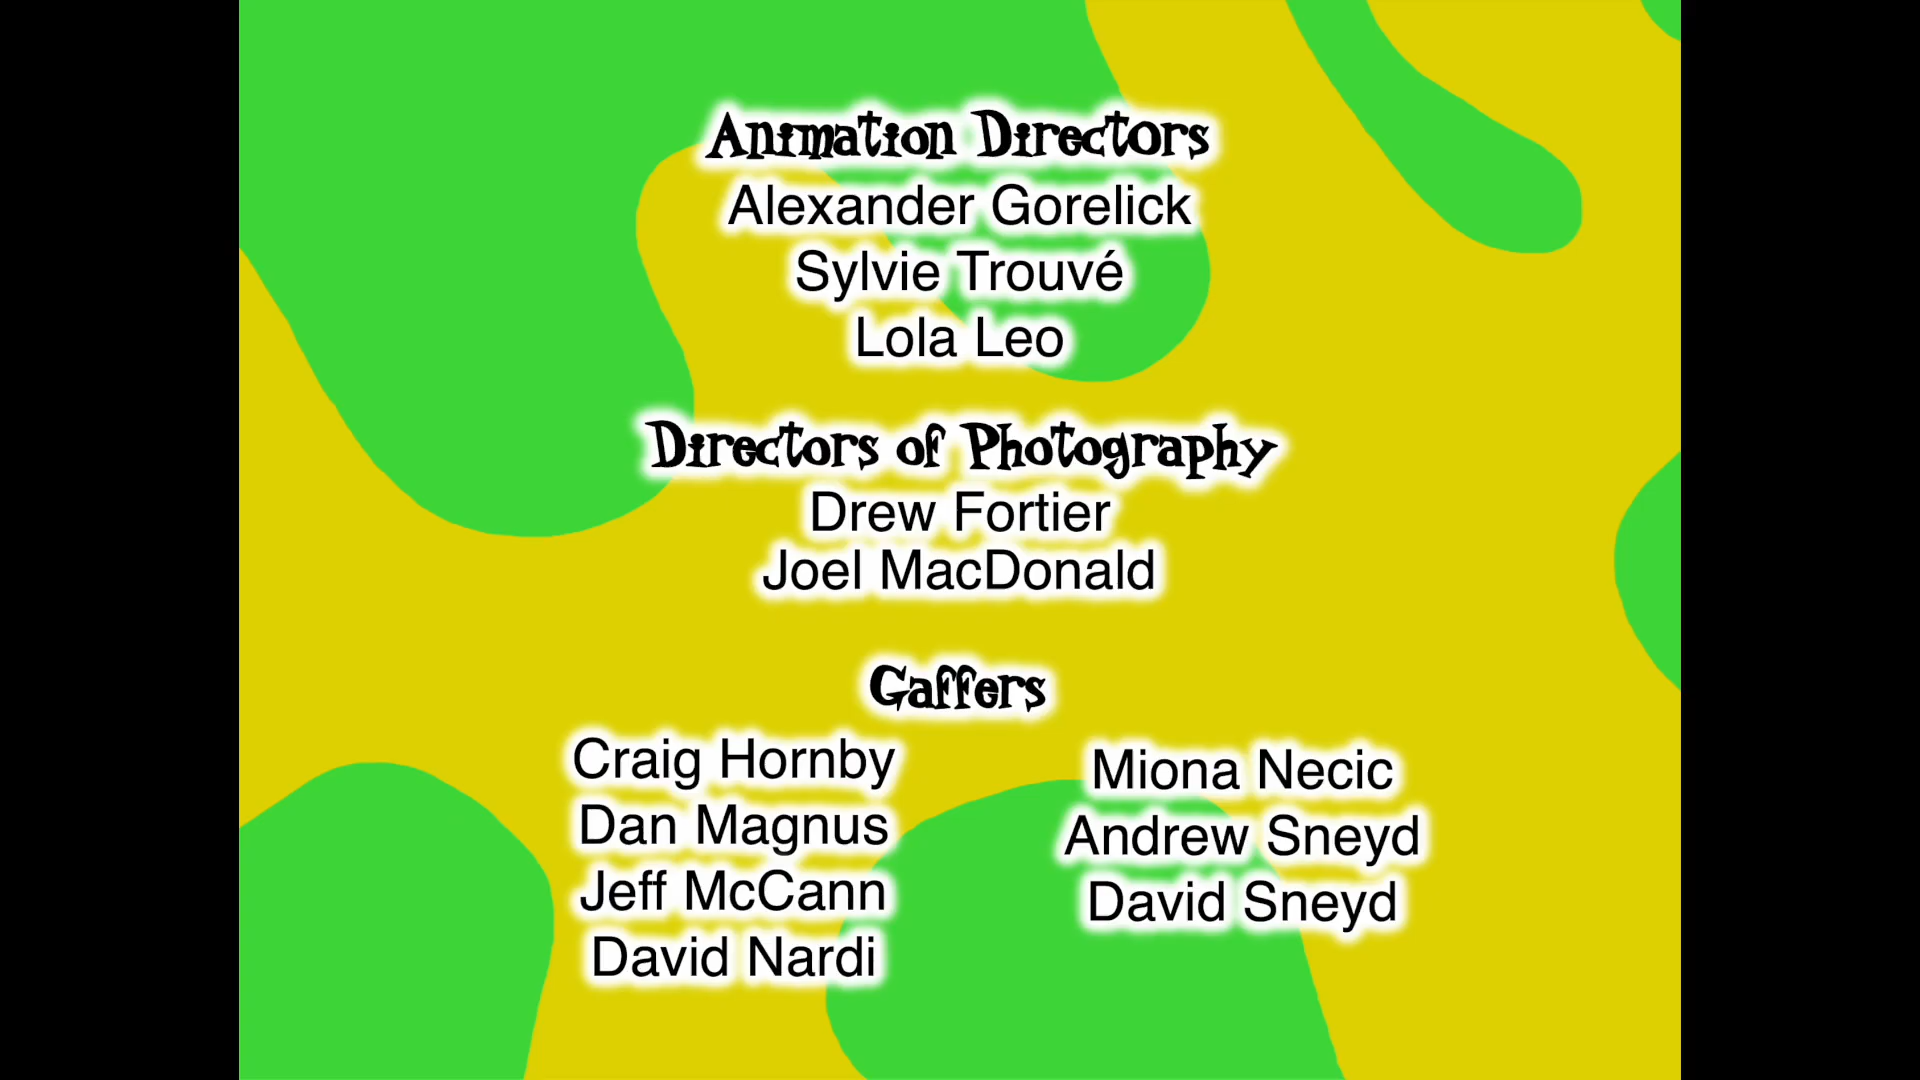 Animation Directors
Alexander Gorelick
Sylvie Trouvé
Lola Leo
Directors of Photography
Drew Fortier
Joel MacDonald
Gaffers
Craig Hornby
Dan Magnus
Jeff McCann
David Nardi
Miona Necic
Andrew Sneyd
David Sneyd